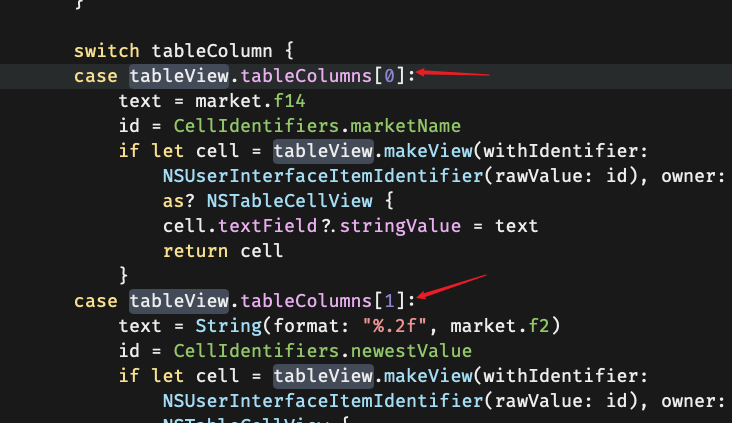 }
switch tableColumn {
case tableView.tableColumns[0]:
text = market.f14
id = CellIdentifiers.marketName
if let cell = tableView.makeView(withIdentifier:
NSUserInterfaceItemIdentifier(rawValue: id), owner:
as? NSTableCellView {
cell.textField?.stringValue = text
return cell
}
case tableView.tableColumns[1]:
text = String(format: "%.2f", market.f2)
id = CellIdentifiers.newestValue
if let cell = tableView.makeView(withIdentifier:
NSUserInterfaceItemIdentifier(rawValue: id), owner:
NSTableCellView {